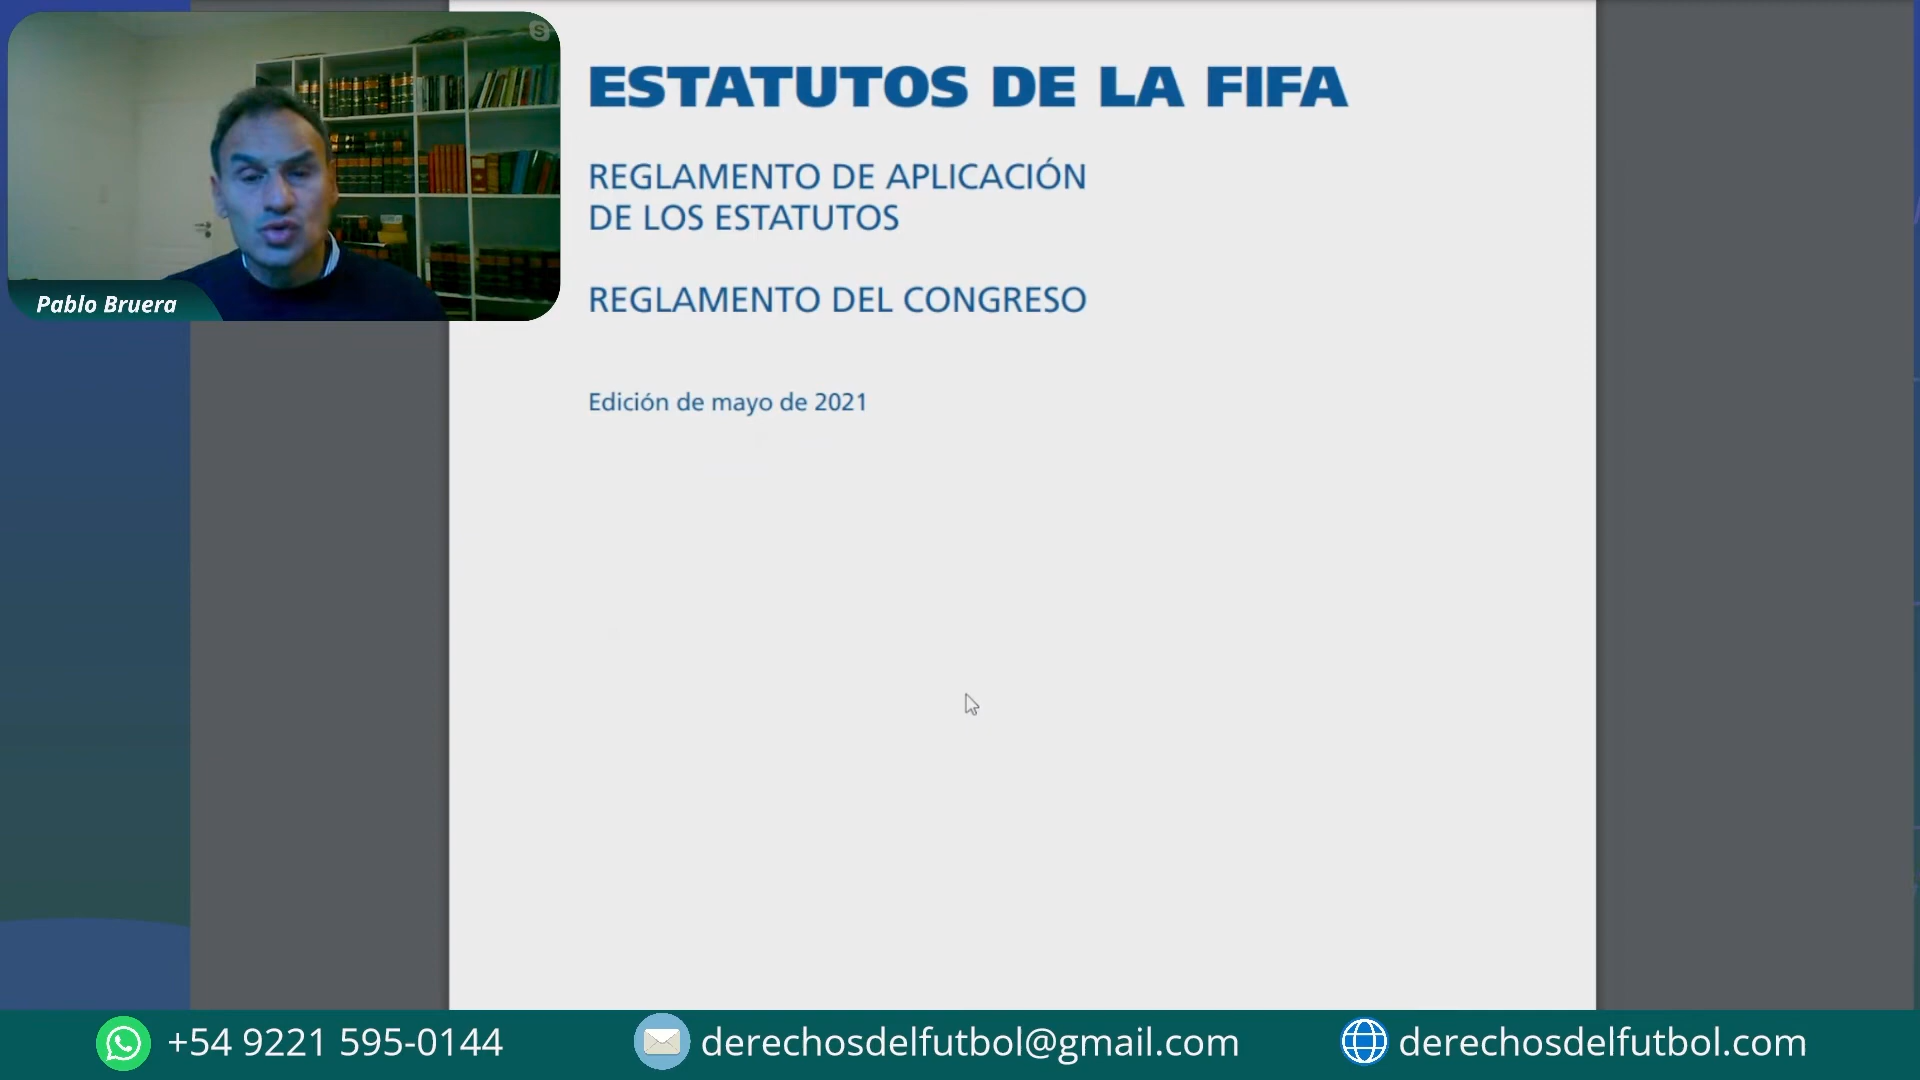 ESTATUTOS DE LA FIFA
REGLAMENTO DE APLICACIÓN
DE LOS ESTATUTOS
REGLAMENTO DEL CONGRESO
Edición de mayo de 2021
Pablo Bruera
+54 9221 595-0144
derechosdelfutbol@gmail.com
derechosdelfutbol.com